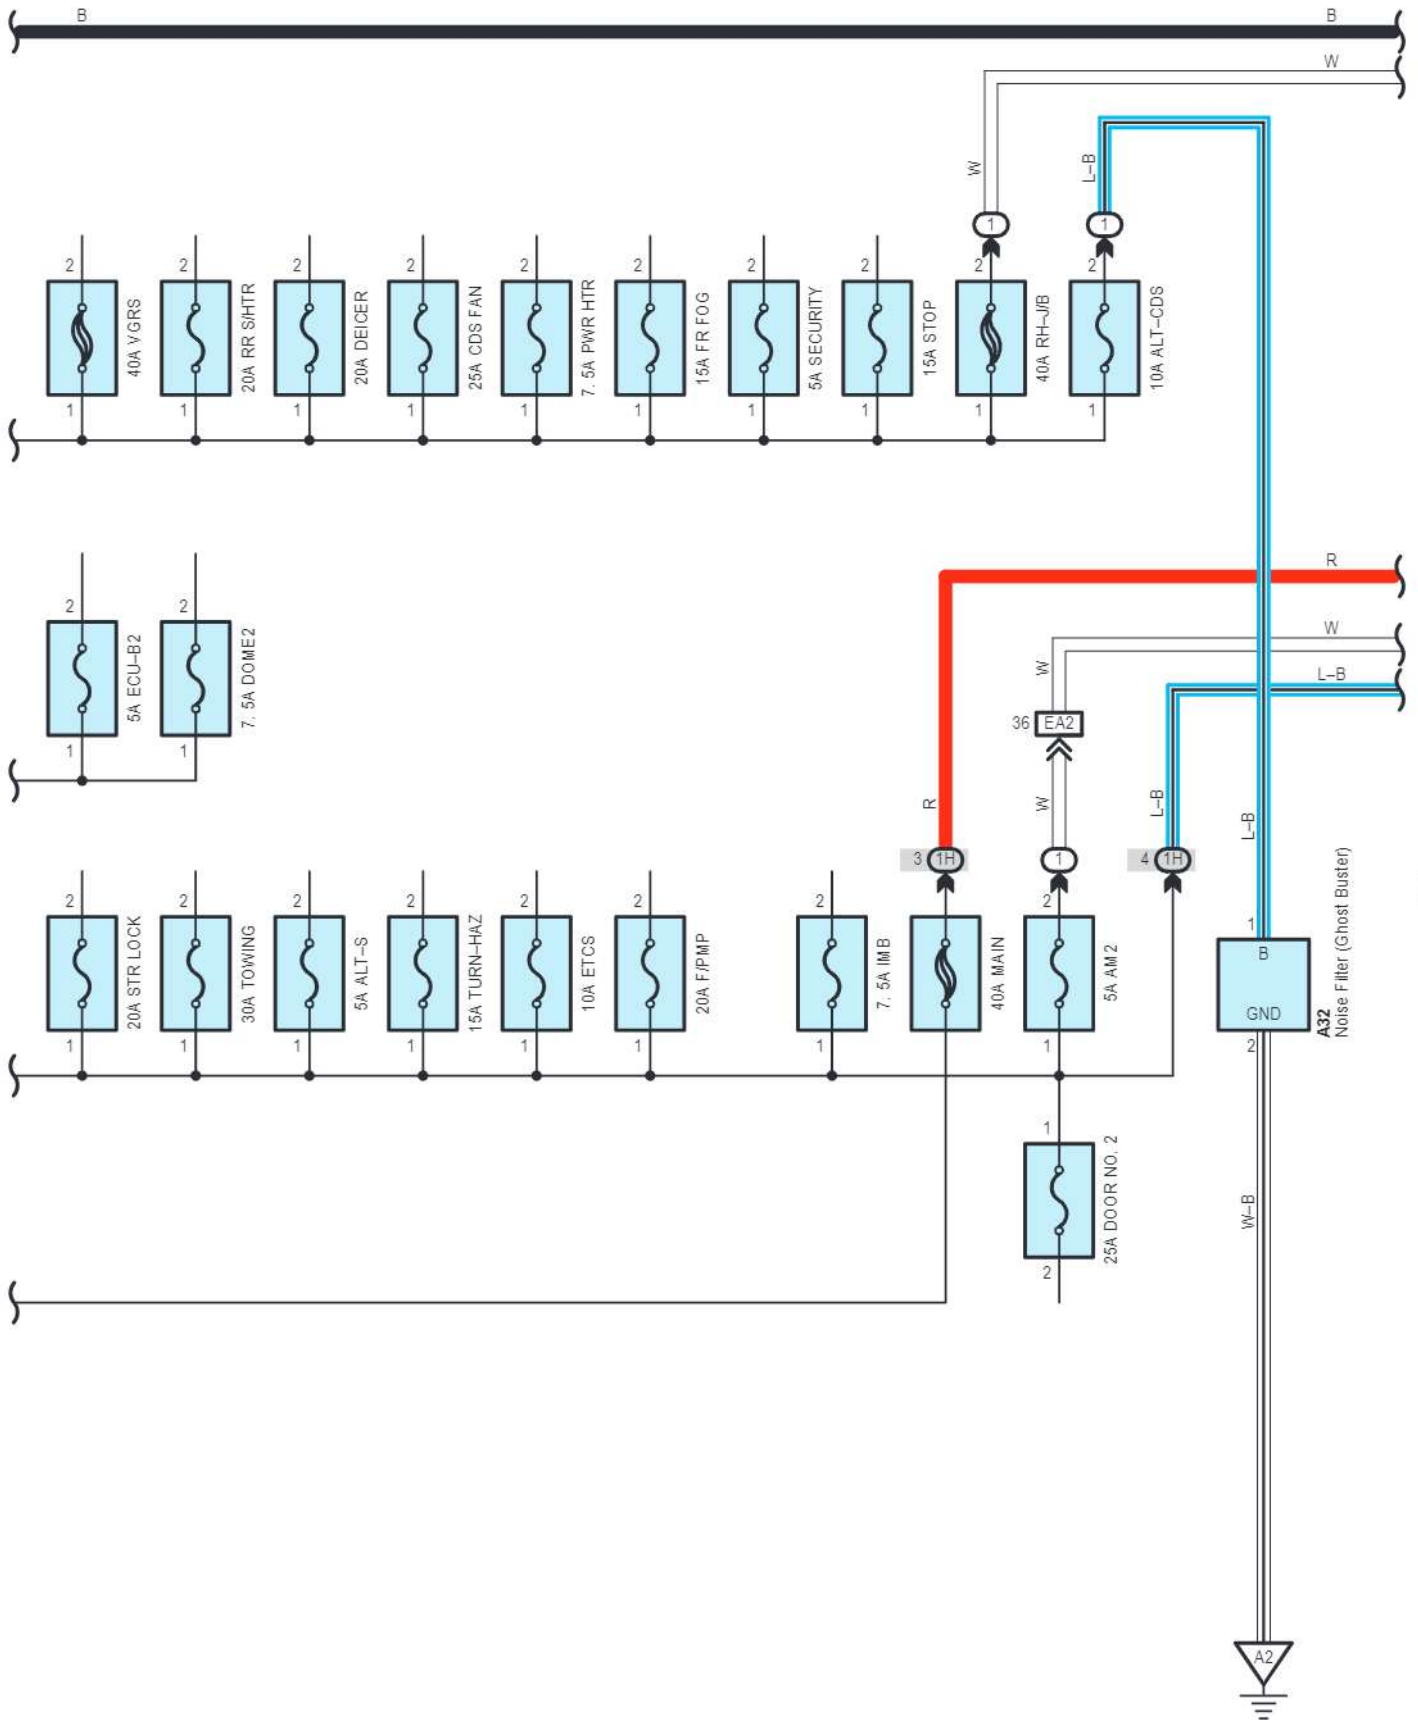 B
B
W
W
L–B
1
1
2
2
2
2
2
2
2
2
2
2
40A VGRS
20A RR S/HTR
20A DEICER
25A CDS FAN
7. 5A PWR HTR
15A FR FOG
5A SECURITY
15A STOP
40A RH–J/B
10A ALT–CDS
1
1
1
1
1
1
1
1
1
1
R
2
2
W
W
L–B
5A ECU–B2
7. 5A DOME2
36
EA2
1
1
R
W
L–B
L–B
3
1H
1
4
1H
2
2
2
2
2
2
2
2
1
B
GND
2
20A STR LOCK
30A TOWING
5A ALT–S
15A TURN–HAZ
10A ETCS
20A F/PMP
7. 5A IMB
40A MAIN
5A AM2
A32
Noise Filter (Ghost Buster)
1
1
1
1
1
1
1
1
1
25A DOOR NO. 2
2
W–B
A2